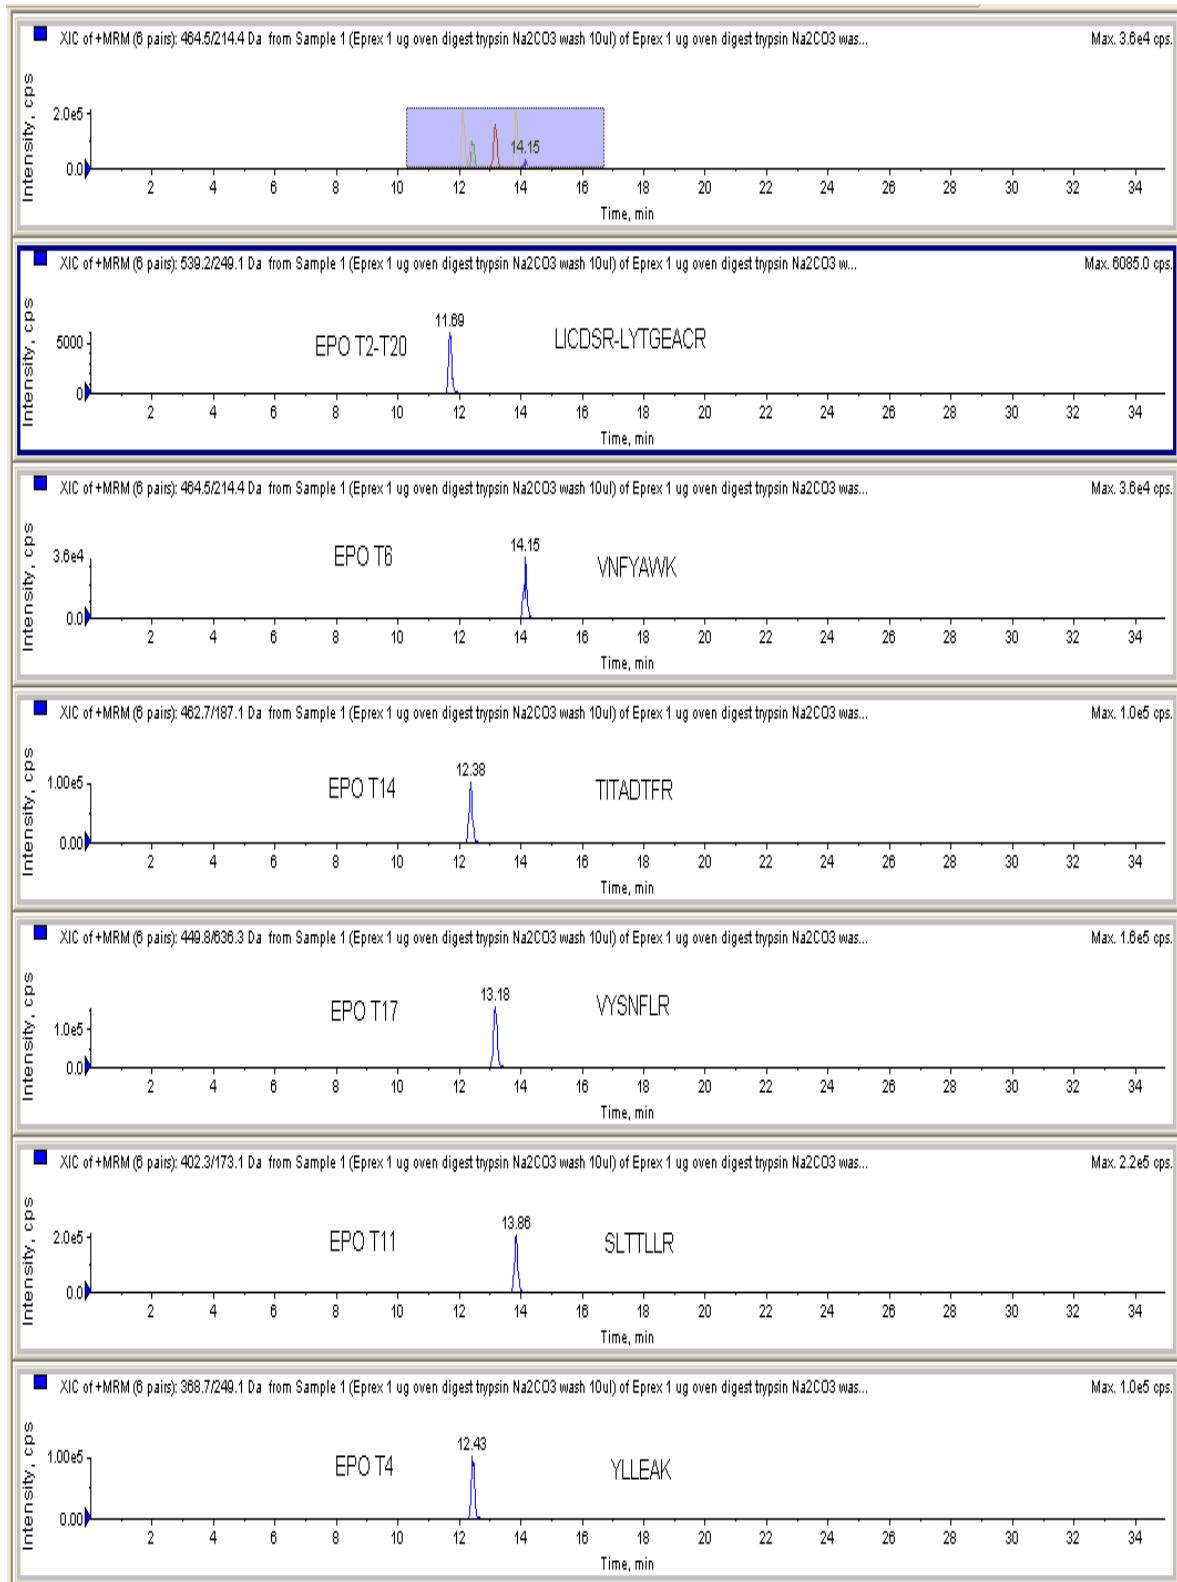 XIC of +MRM (6 pairs): 464.5/214.4 Da from Sample 1 (Eprex 1 ug oven digest trypsin Na2CO3 wash 10ul) of Eprex 1 ug oven digest trypsin Na2CO3 was... Max. 3.6e4 cps.
Intensity, cps
2.0e5
14.15
0.0
2 4 6 8 10 12 14 16 18 20 22 24 26 28 30 32 34
Time, min
XIC of +MRM (6 pairs): 539.2/249.1 Da from Sample 1 (Eprex 1 ug oven digest trypsin Na2CO3 wash 10ul) of Eprex 1 ug oven digest trypsin Na2CO3 w... Max. 6085.0 cps.
Intensity, cps
11.69
5000
EPO T2-T20 LICDSR-LYTGEACR
0
2 4 6 8 10 12 14 16 18 20 22 24 26 28 30 32 34
Time, min
XIC of +MRM (6 pairs): 464.5/214.4 Da from Sample 1 (Eprex 1 ug oven digest trypsin Na2CO3 wash 10ul) of Eprex 1 ug oven digest trypsin Na2CO3 was... Max. 3.6e4 cps.
Intensity, cps
14.15
3.6e4
EPO T6 VNFYAWK
0.0
2 4 6 8 10 12 14 16 18 20 22 24 26 28 30 32 34
Time, min
XIC of +MRM (6 pairs): 462.7/187.1 Da from Sample 1 (Eprex 1 ug oven digest trypsin Na2CO3 wash 10ul) of Eprex 1 ug oven digest trypsin Na2CO3 was... Max. 1.0e5 cps.
Intensity, cps
12.38
1.00e5
EPO T14 TITADTFR
0.00
2 4 6 8 10 12 14 16 18 20 22 24 26 28 30 32 34
Time, min
XIC of +MRM (6 pairs): 449.8/636.3 Da from Sample 1 (Eprex 1 ug oven digest trypsin Na2CO3 wash 10ul) of Eprex 1 ug oven digest trypsin Na2CO3 was... Max. 1.6e5 cps.
Intensity, cps
13.18
EPO T17 VYSNFLR
1.0e5
0.0
2 4 6 8 10 12 14 16 18 20 22 24 26 28 30 32 34
Time, min
XIC of +MRM (6 pairs): 402.3/173.1 Da from Sample 1 (Eprex 1 ug oven digest trypsin Na2CO3 wash 10ul) of Eprex 1 ug oven digest trypsin Na2CO3 was... Max. 2.2e5 cps.
Intensity, cps
13.86
2.0e5
EPO T11 SLTTLLR
0.0
2 4 6 8 10 12 14 16 18 20 22 24 26 28 30 32 34
Time, min
XIC of +MRM (6 pairs): 368.7/249.1 Da from Sample 1 (Eprex 1 ug oven digest trypsin Na2CO3 wash 10ul) of Eprex 1 ug oven digest trypsin Na2CO3 was... Max. 1.0e5 cps.
Intensity, cps
12.43
1.00e5
EPO T4 YLLEAK
0.00
2 4 6 8 10 12 14 16 18 20 22 24 26 28 30 32 34
Time, min